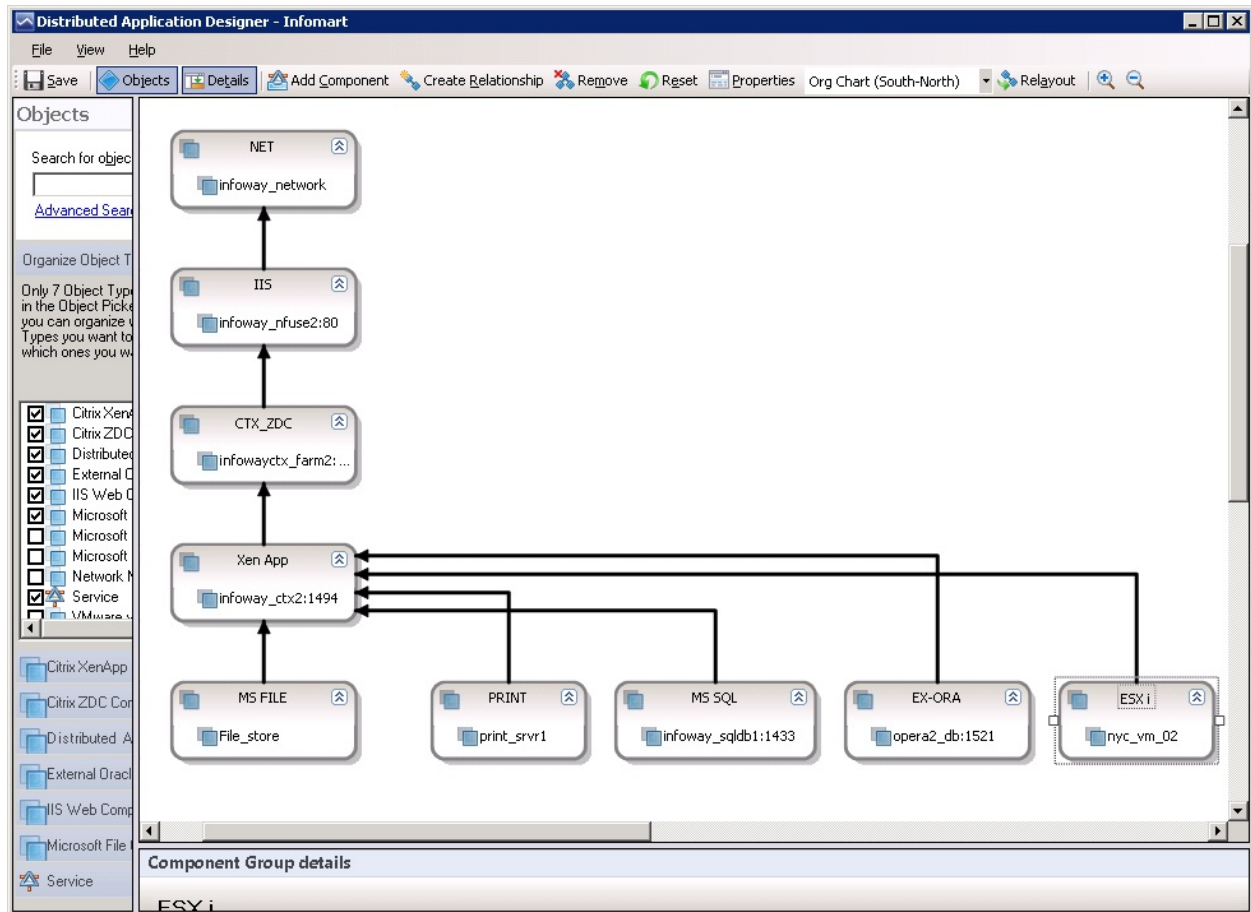 Distributed Application Designer - Infomart
File View Help
Save Objects Details Add Component Create Relationship Remove Reset Properties Org Chart (South-North) Relayout
Objects
Search for objec
Advanced Sear
Organize Object T
Only 7 Object Type
in the Object Picke
you can organize
Types you want to
which ones you w
Citrix XenA
Citrix ZDC
Distributed
External O
IIS Web C
Microsoft
Microsoft
Microsoft
Network M
Service
VMware v
Citrix XenApp
Citrix ZDC Cor
Distributed A
External Oracl
IIS Web Comp
Microsoft File
Service
NET
infoway_network
IIS
infoway_nfuse2:80
CTX_ZDC
infowayctx_farm2: ...
Xen App
infoway_ctx2:1494
MS FILE
File_store
PRINT
print_srvr1
MS SQL
infoway_sqldb1:1433
EX-ORA
opera2_db:1521
ESX i
nyc_vm_02
Component Group details
ESX i